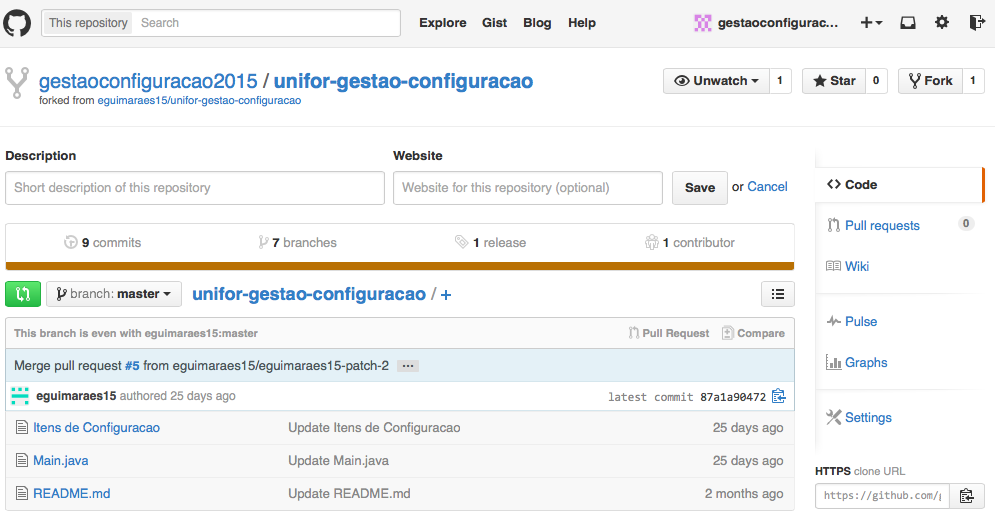 This repository Search Explore Gist Blog Help gestaoconfigurac...
gestaoconfiguracao2015 / unifor-gestao-configuracao Unwatch 1 Star 0 Fork 1
forked from eguimaraes15/unifor-gestao-configuracao
Description Website
Short description of this repository Website for this repository (optional) Save or Cancel
9 commits 7 branches 1 release 1 contributor
branch: master unifor-gestao-configuracao / +
This branch is even with eguimaraes15:master Pull Request Compare
Merge pull request #5 from eguimaraes15/eguimaraes15-patch-2 ...
eguimaraes15 authored 25 days ago latest commit 87a1a90472
Itens de Configuracao Update Itens de Configuracao 25 days ago
Main.java Update Main.java 25 days ago
README.md Update README.md 2 months ago
Code
Pull requests 0
Wiki
Pulse
Graphs
Settings
HTTPS clone URL
https://github.com/